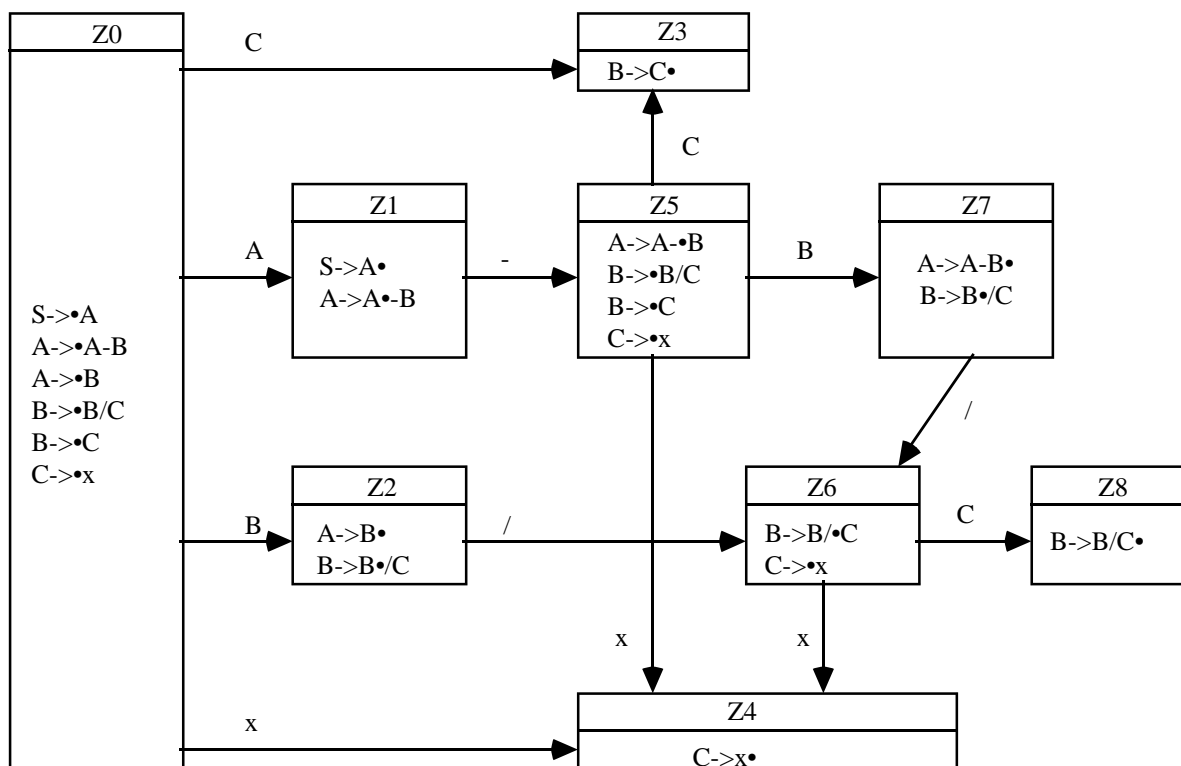 Z0
S->•A
A->•A-B
A->•B
B->•B/C
B->•C
C->•x
C
Z3
B->C•
C
A
Z1
S->A•
A->A•-B
-
Z5
A->A-•B
B->•B/C
B->•C
C->•x
B
Z7
A->A-B•
B->B•/C
/
B
Z2
A->B•
B->B•/C
/
Z6
B->B/•C
C->•x
C
Z8
B->B/C•
x
x
x
Z4
C->x•